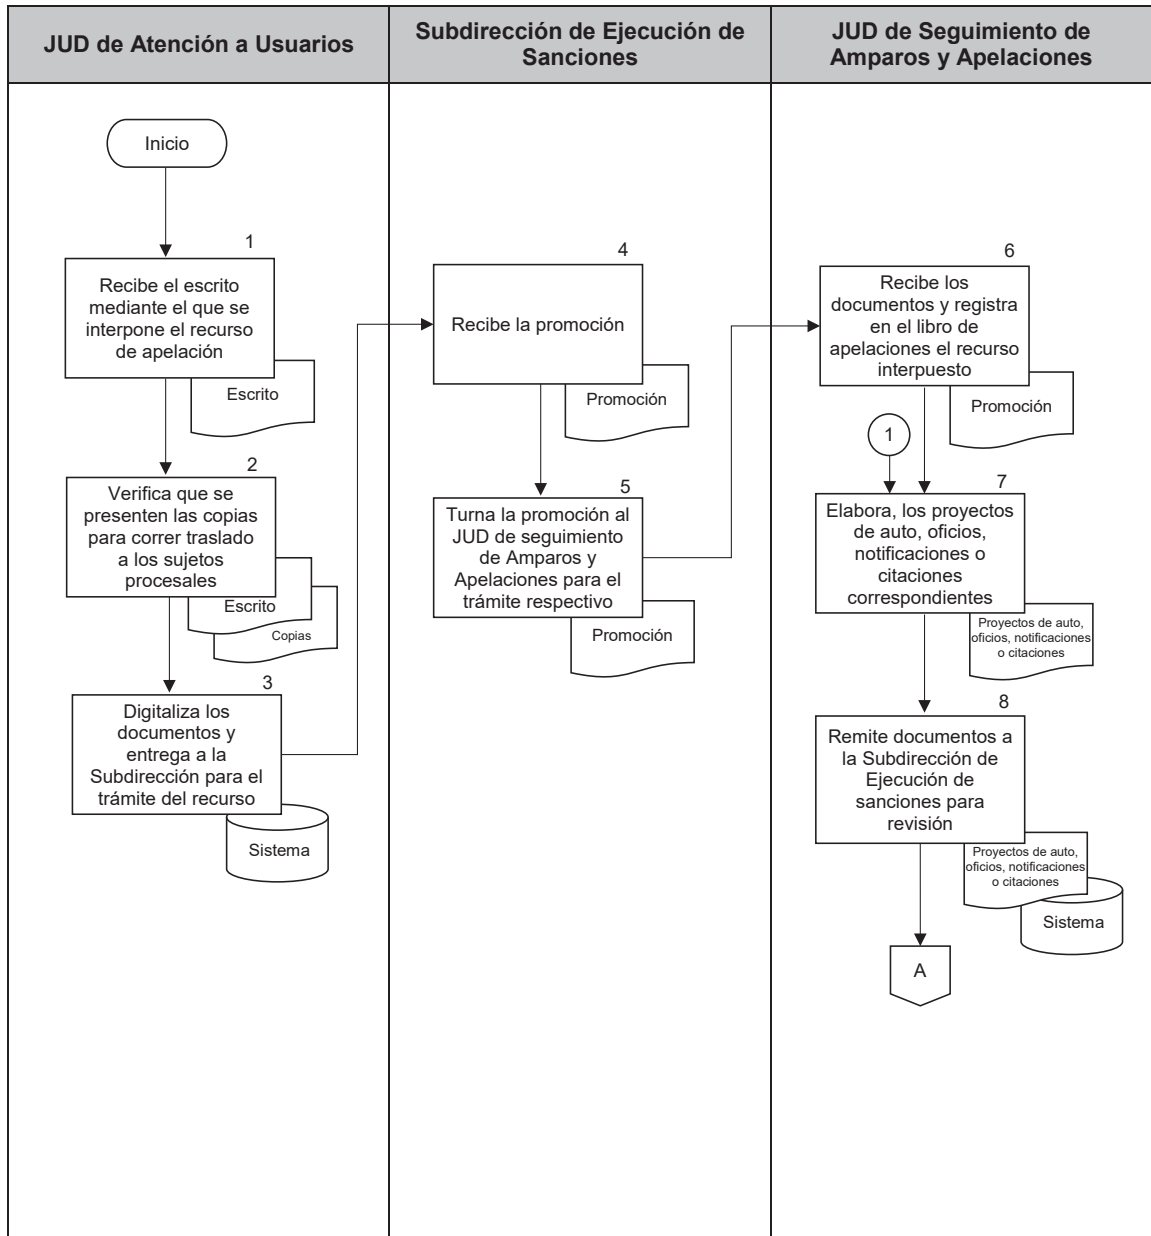 JUD de Atención a Usuarios
Subdirección de Ejecución de
Sanciones
JUD de Seguimiento de
Amparos y Apelaciones
Inicio
1
Recibe el escrito
mediante el que se
interpone el recurso
de apelación
Escrito
2
Verifica que se
presenten las copias
para correr traslado
a los sujetos
procesales
Escrito
Copias
3
Digitaliza los
documentos y
entrega a la
Subdirección para el
trámite del recurso
Sistema
4
Recibe la promoción
Promoción
5
Turna la promoción al
JUD de seguimiento
de Amparos y
Apelaciones para el
trámite respectivo
Promoción
6
Recibe los
documentos y registra
en el libro de
apelaciones el recurso
interpuesto
Promoción
1
7
Elabora, los proyectos
de auto, oficios,
notificaciones o
citaciones
correspondientes
Proyectos de auto,
oficios, notificaciones
o citaciones
8
Remite documentos a
la Subdirección de
Ejecución de
sanciones para
revisión
Proyectos de auto,
oficios, notificaciones
o citaciones
Sistema
A